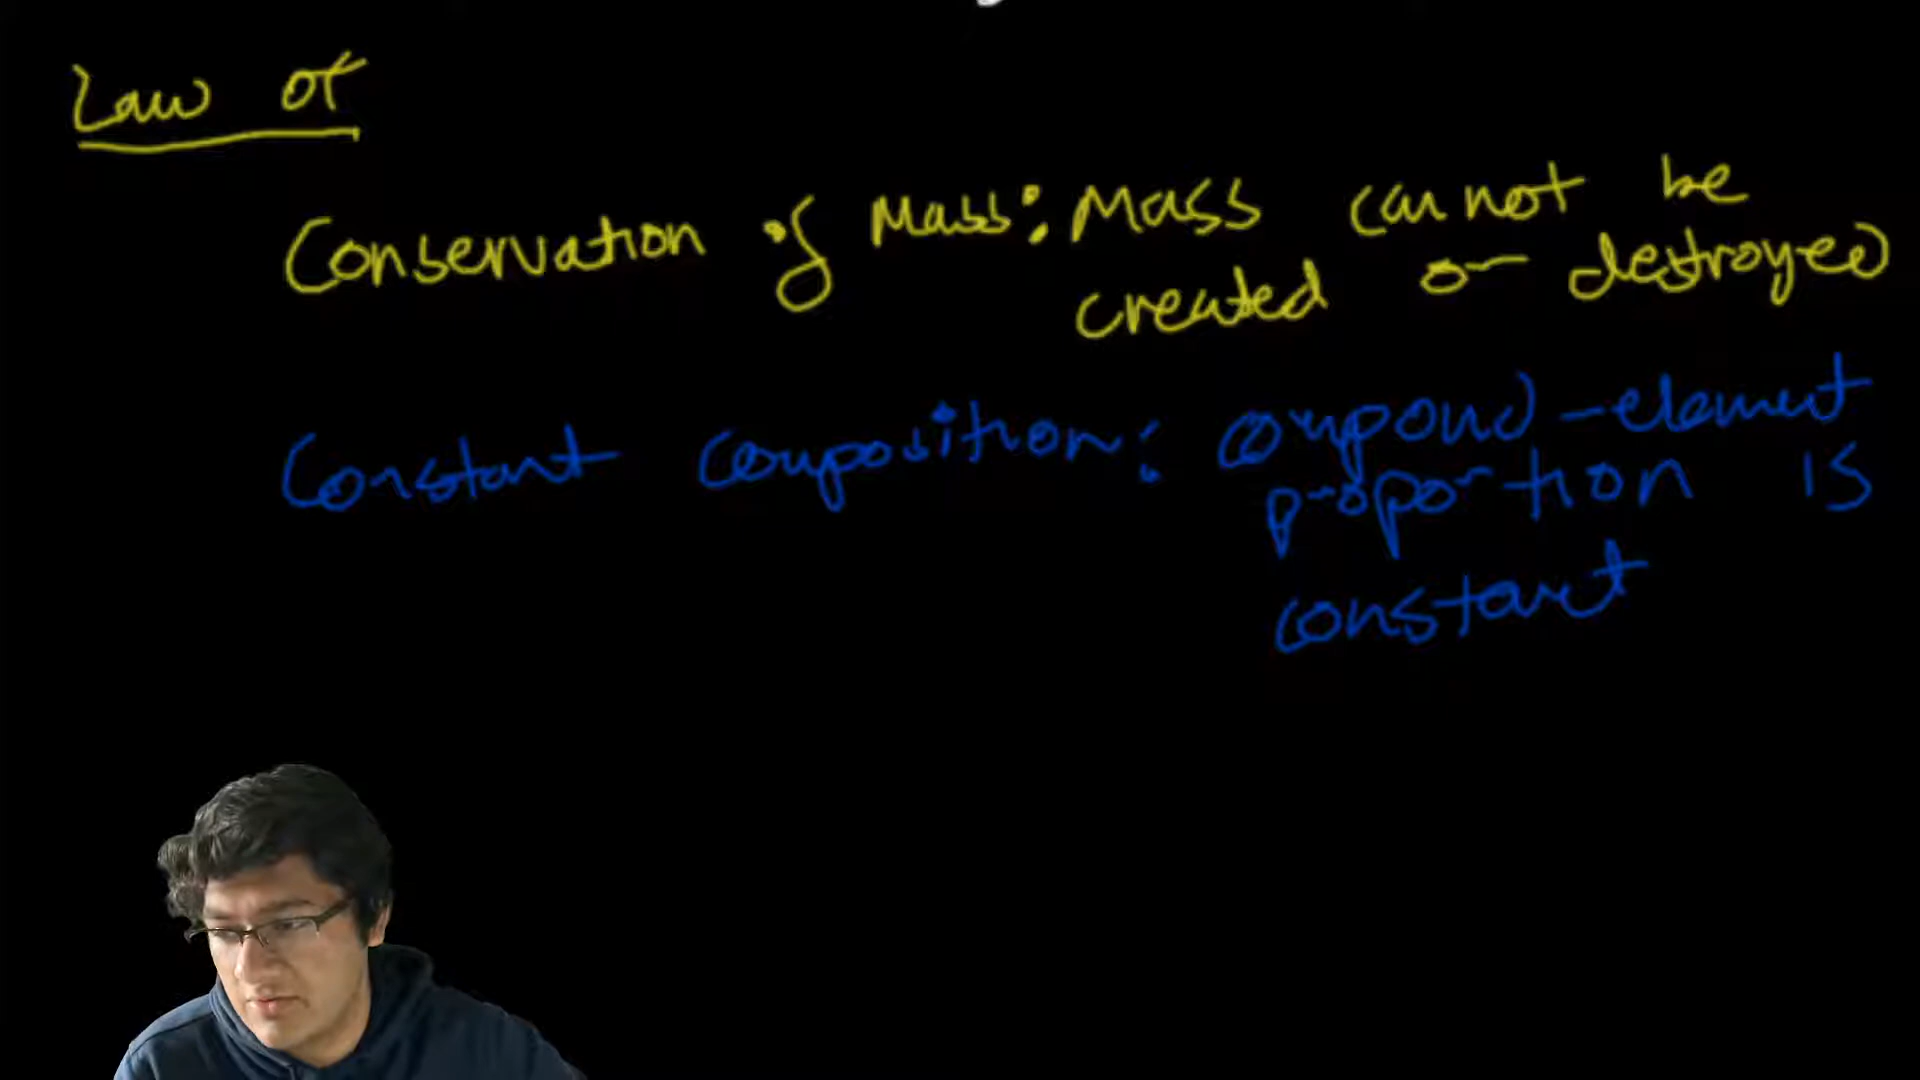 Law of
Conservation of Mass: Mass cannot be
created or destroyed
Constant composition: compound-element
proportion is
constant